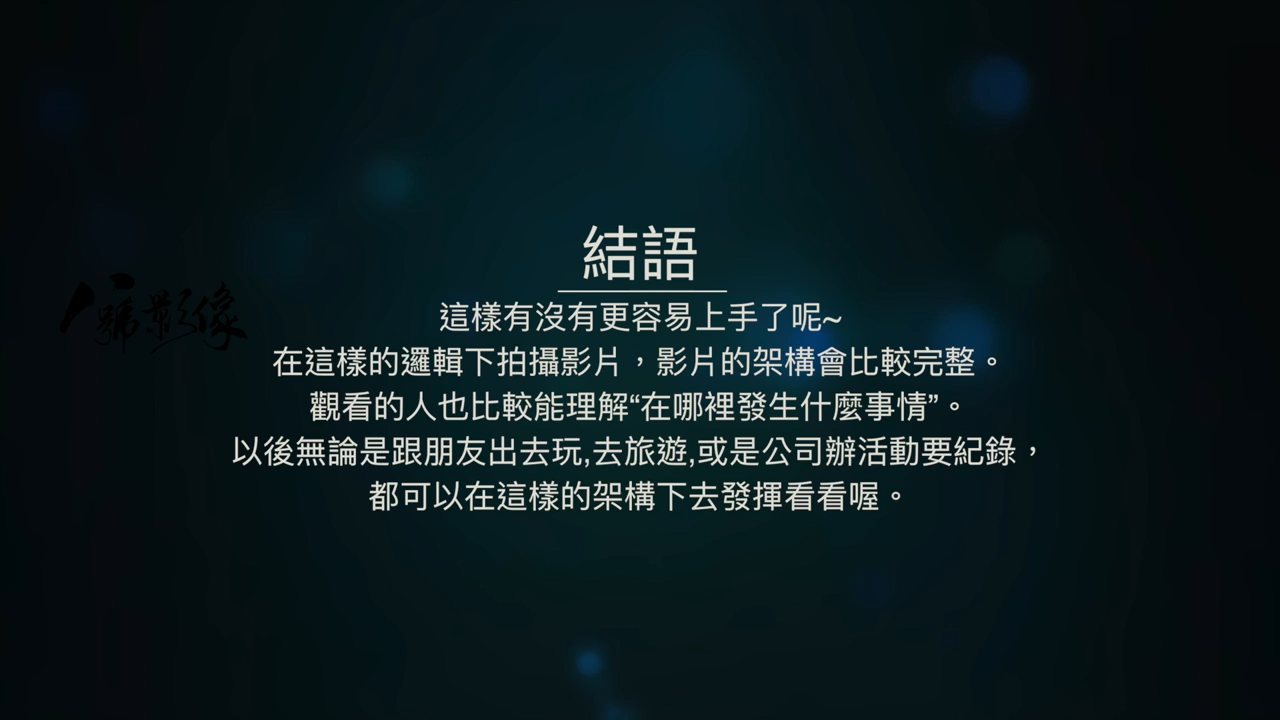 結語
這樣有沒有更容易上手了呢~
在這樣的邏輯下拍攝影片，影片的架構會比較完整。
觀看的人也比較能理解“在哪裡發生什麼事情”。
以後無論是跟朋友出去玩,去旅遊,或是公司辦活動要紀錄，
都可以在這樣的架構下去發揮看看喔。
號影像